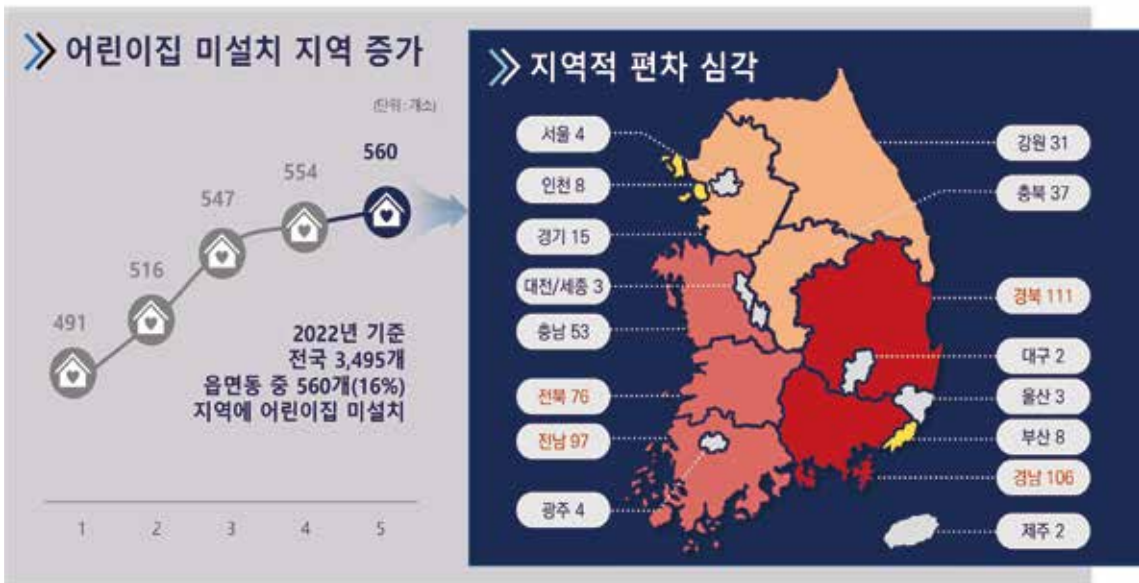 어린이집 미설치 지역 증가
(단위 : 개소)
491
516
547
554
560
2022년 기준
전국 3,495개
읍면동 중 560개(16%)
지역에 어린이집 미설치
1 2 3 4 5
지역적 편차 심각
서울 4
인천 8
경기 15
대전/세종 3
충남 53
전북 76
전남 97
광주 4
강원 31
충북 37
경북 111
대구 2
울산 3
부산 8
경남 106
제주 2